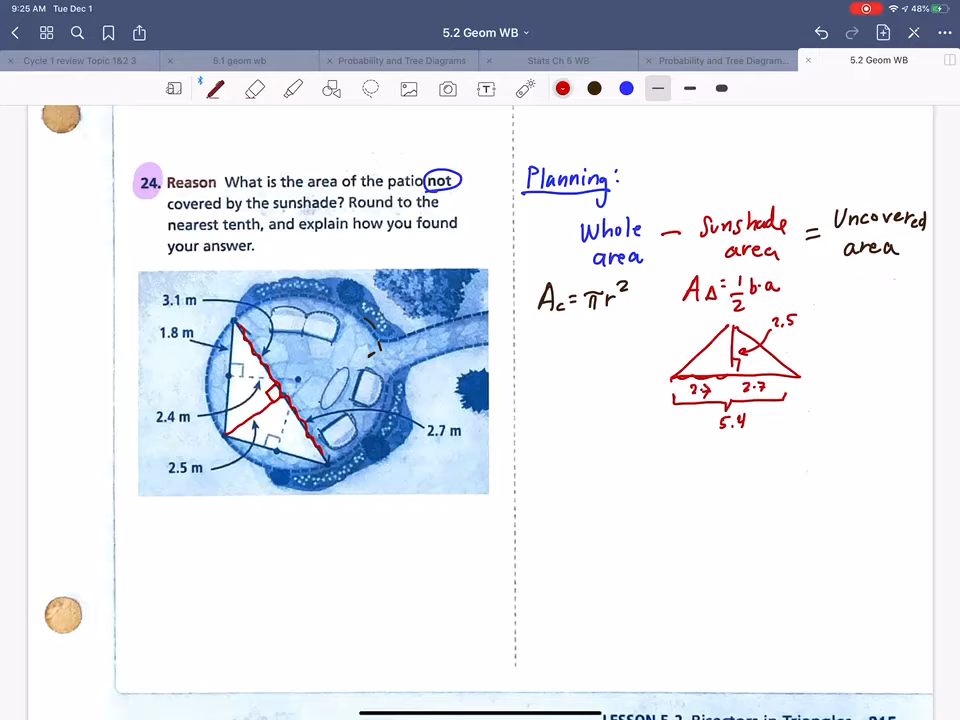 9:25 AM Tue Dec 1
48%
5.2 Geom WB
Cycle 1 review Topic 1&2 3
5.1 geom wb
Probability and Tree Diagrams
Stats Ch 5 WB
Probability and Tree Diagram...
5.2 Geom WB
24. Reason What is the area of the patio not
covered by the sunshade? Round to the
nearest tenth, and explain how you found
your answer.
3.1 m
1.8 m
2.4 m
2.5 m
2.7 m
Planning:
Whole area − Sunshade area = Uncovered area
Ac = πr²
A△ = 1/2 b·a
2.5
2.7 2.7
5.4
LESSON 5-2 Bisectors in Triangles 215